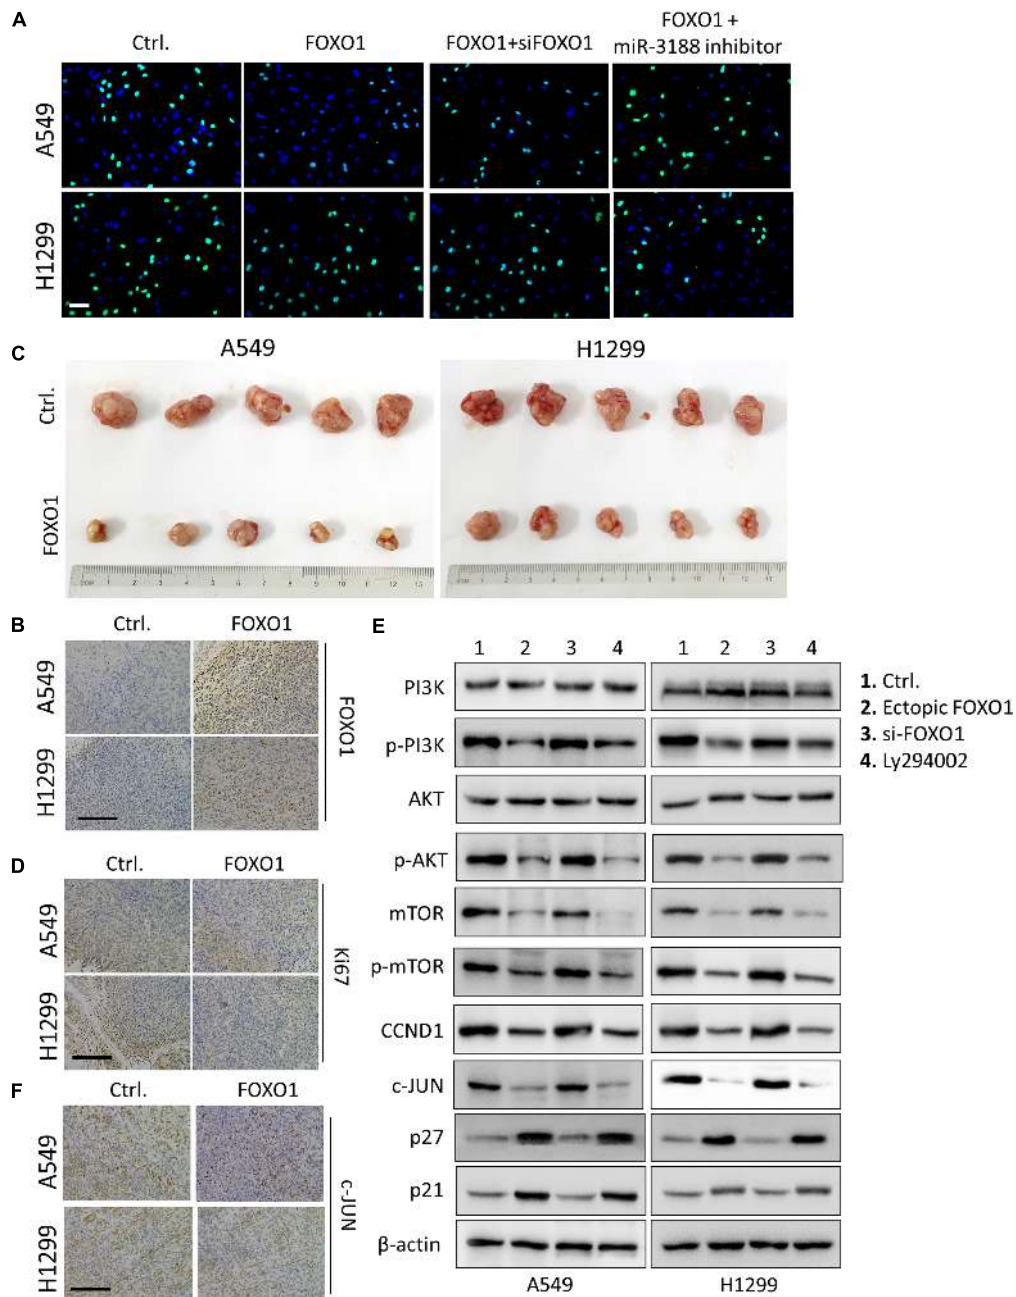 A
Ctrl.
FOXO1
FOXO1+siFOXO1
FOXO1 +
miR-3188 inhibitor
A549
H1299
C
A549
H1299
Ctrl.
FOXO1
B
Ctrl.
FOXO1
A549
H1299
FOXO1
D
Ctrl.
FOXO1
A549
H1299
Ki67
F
Ctrl.
FOXO1
A549
H1299
c-JUN
E
1 2 3 4 1 2 3 4
PI3K
p-PI3K
AKT
p-AKT
mTOR
p-mTOR
CCND1
c-JUN
p27
p21
β-actin
A549
H1299
1. Ctrl.
2. Ectopic FOXO1
3. si-FOXO1
4. Ly294002